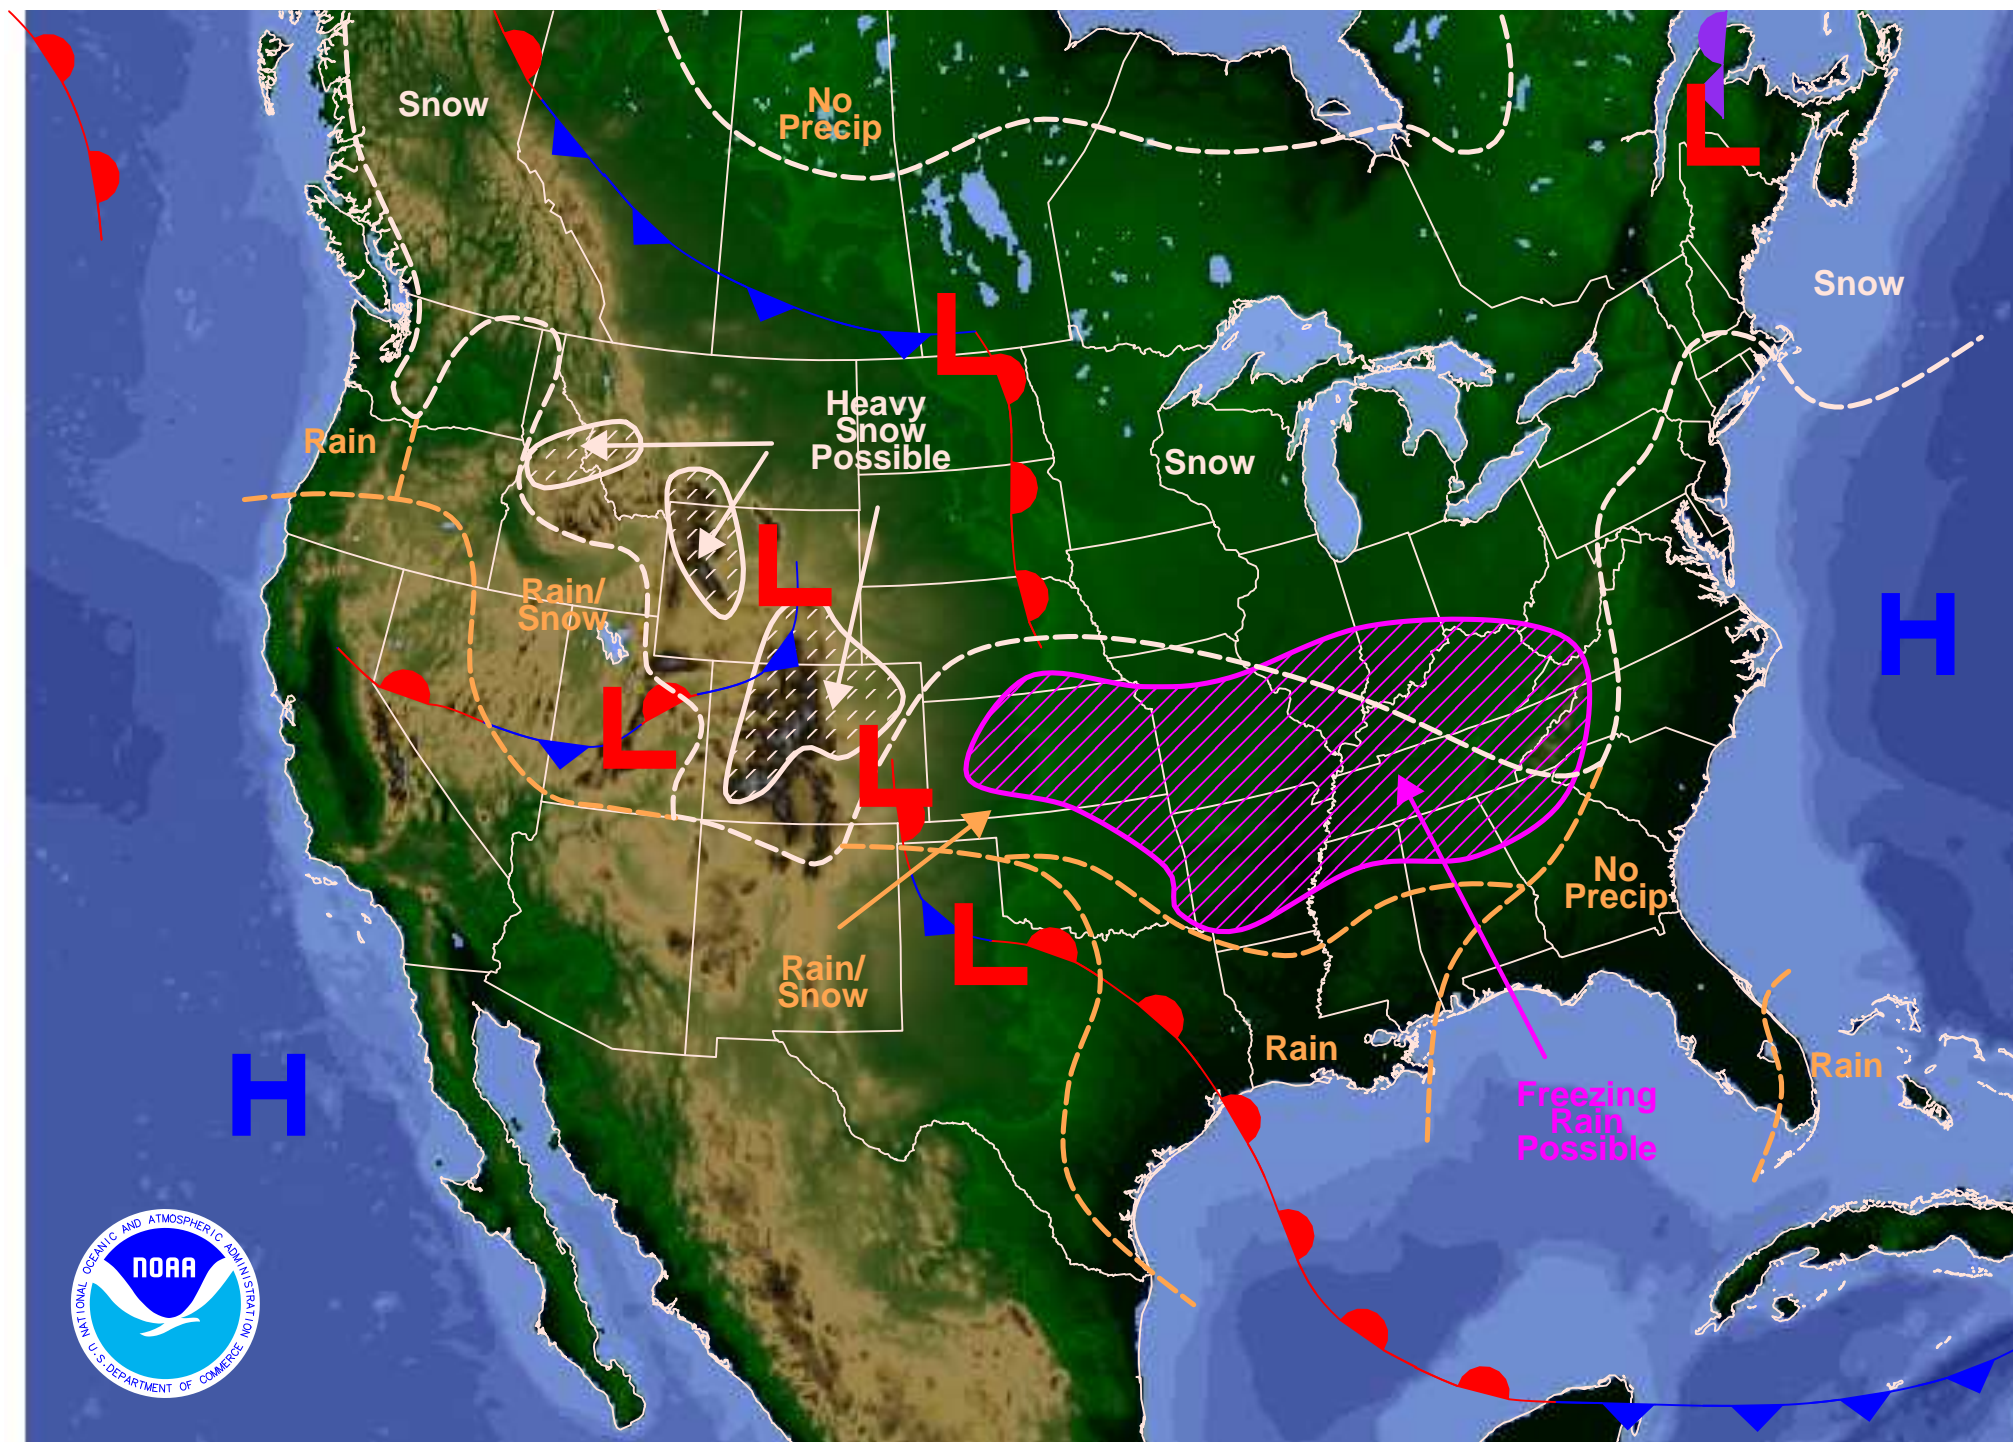 Snow
No
Precip
L
Snow
L
Heavy
Snow
Possible
Rain
Snow
L
Rain/
Snow
H
L
L
No
Precip
L
Rain/
Snow
Rain
Rain
H
Freezing
Rain
Possible
NATIONAL OCEANIC AND ATMOSPHERIC ADMINISTRATION
NOAA
U.S. DEPARTMENT OF COMMERCE